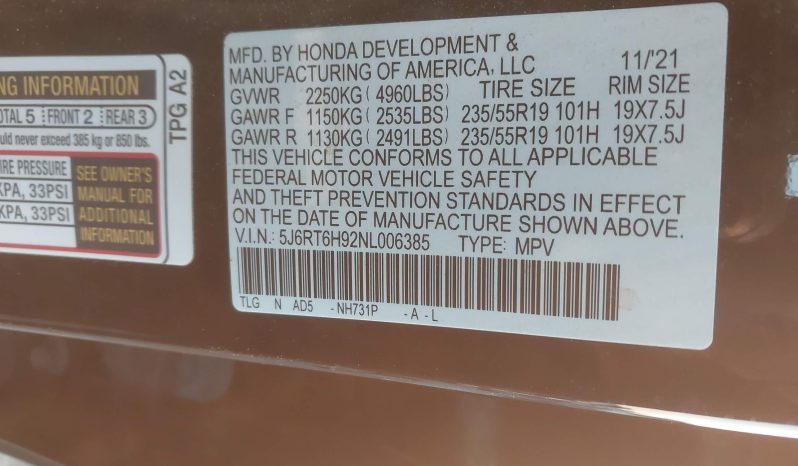 NG INFORMATION
OTAL 5 FRONT 2 REAR 3
ould never exceed 385 kg or 850 lbs.
IRE PRESSURE
KPA, 33PSI
KPA, 33PSI
SEE OWNER'S
MANUAL FOR
ADDITIONAL
INFORMATION
TPG A2
MFD. BY HONDA DEVELOPMENT &
MANUFACTURING OF AMERICA, LLC 11/'21
GVWR 2250KG ( 4960LBS) TIRE SIZE RIM SIZE
GAWR F 1150KG ( 2535LBS) 235/55R19 101H 19X7.5J
GAWR R 1130KG ( 2491LBS) 235/55R19 101H 19X7.5J
THIS VEHICLE CONFORMS TO ALL APPLICABLE
FEDERAL MOTOR VEHICLE SAFETY
AND THEFT PREVENTION STANDARDS IN EFFECT
ON THE DATE OF MANUFACTURE SHOWN ABOVE.
V.I.N.: 5J6RT6H92NL006385 TYPE: MPV
TLG N AD5 - NH731P - A - L